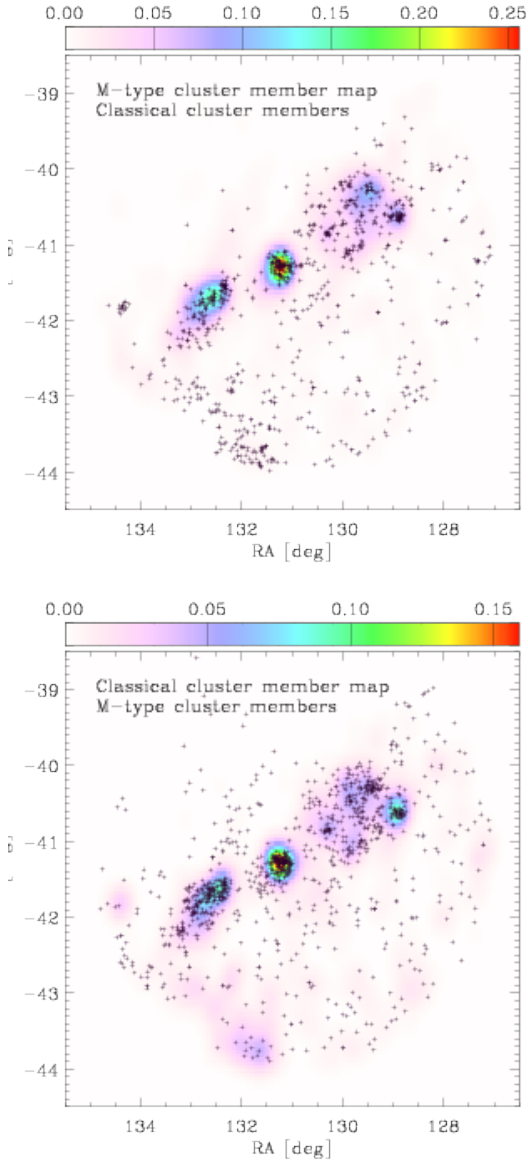 0.00 0.05 0.10 0.15 0.20 0.25
M-type cluster member map
Classical cluster members
-39
-40
-41
-42
-43
-44
134 132 130 128
RA [deg]
0.00 0.05 0.10 0.15
Classical cluster member map
M-type cluster members
-39
-40
-41
-42
-43
-44
134 132 130 128
RA [deg]